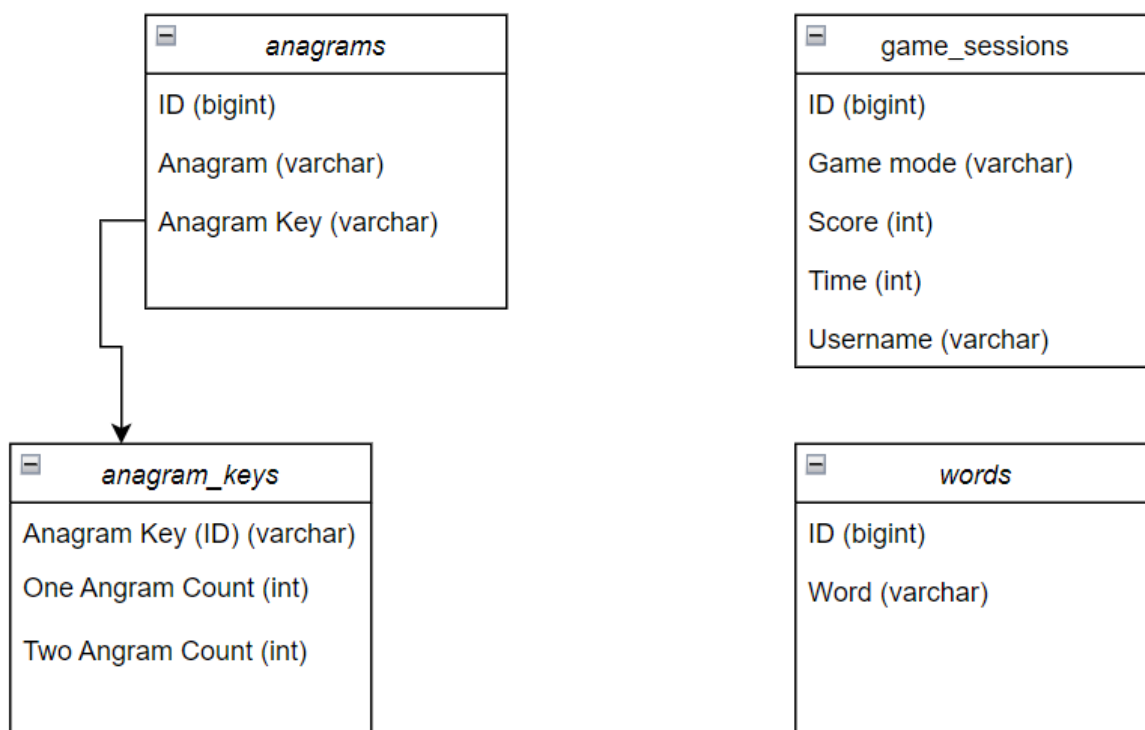 anagrams
ID (bigint)
Anagram (varchar)
Anagram Key (varchar)
game_sessions
ID (bigint)
Game mode (varchar)
Score (int)
Time (int)
Username (varchar)
anagram_keys
Anagram Key (ID) (varchar)
One Angram Count (int)
Two Angram Count (int)
words
ID (bigint)
Word (varchar)